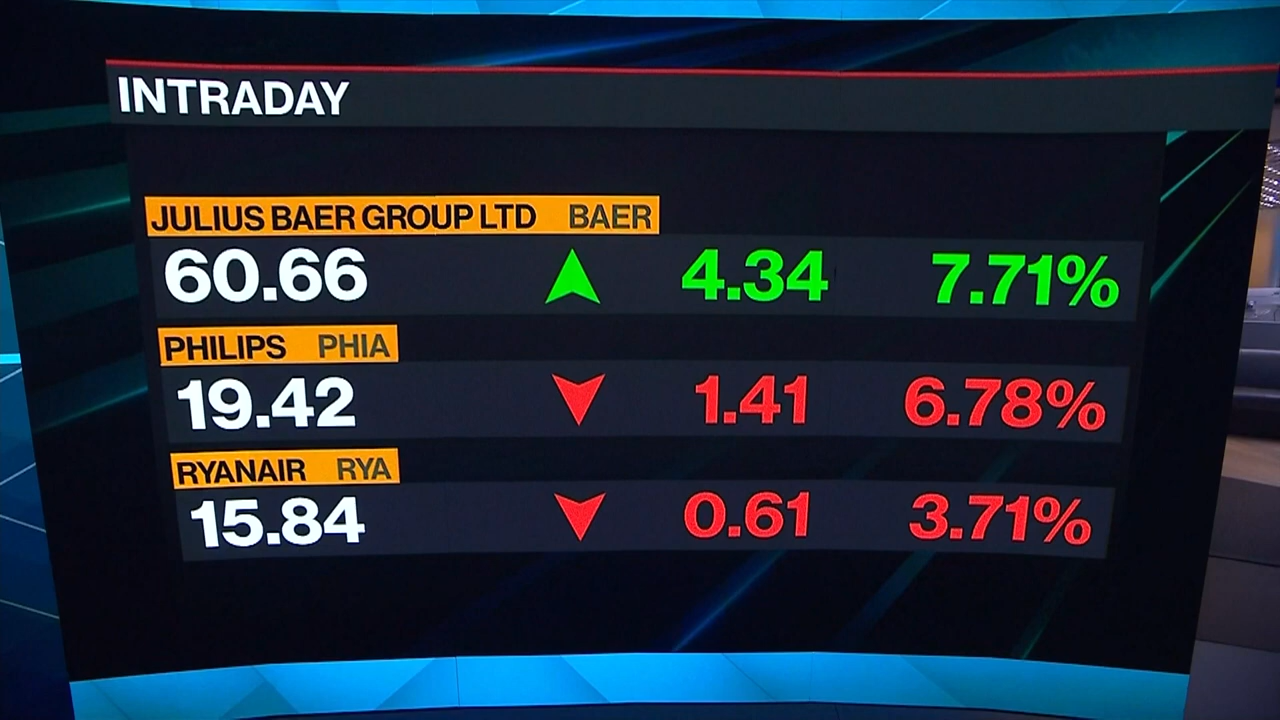 INTRADAY
JULIUS BAER GROUP LTD BAER
60.66 ▲ 4.34 7.71%
PHILIPS PHIA
19.42 ▼ 1.41 6.78%
RYANAIR RYA
15.84 ▼ 0.61 3.71%